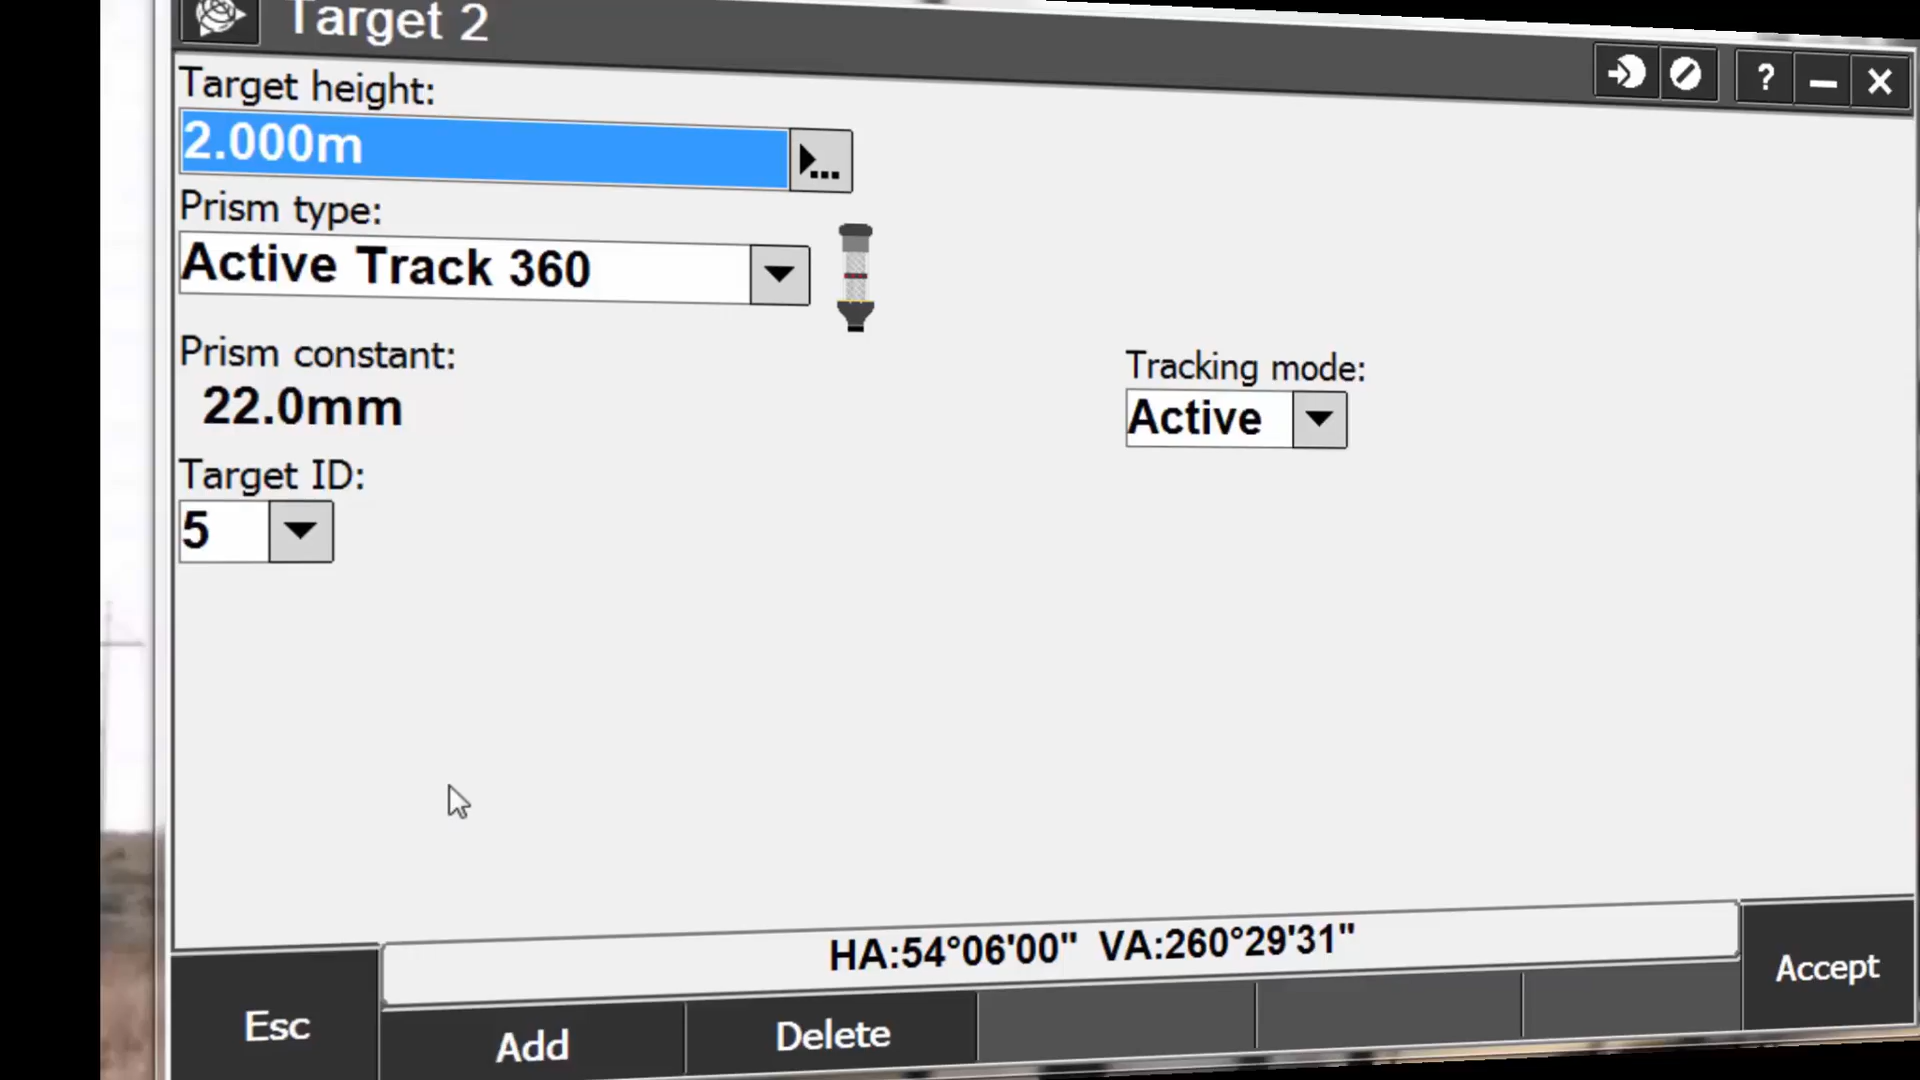 Target 2
?
Target height:
2.000m
Prism type:
Active Track 360
Prism constant:
22.0mm
Tracking mode:
Active
Target ID:
5
HA:54°06'00" VA:260°29'31"
Accept
Esc
Add
Delete